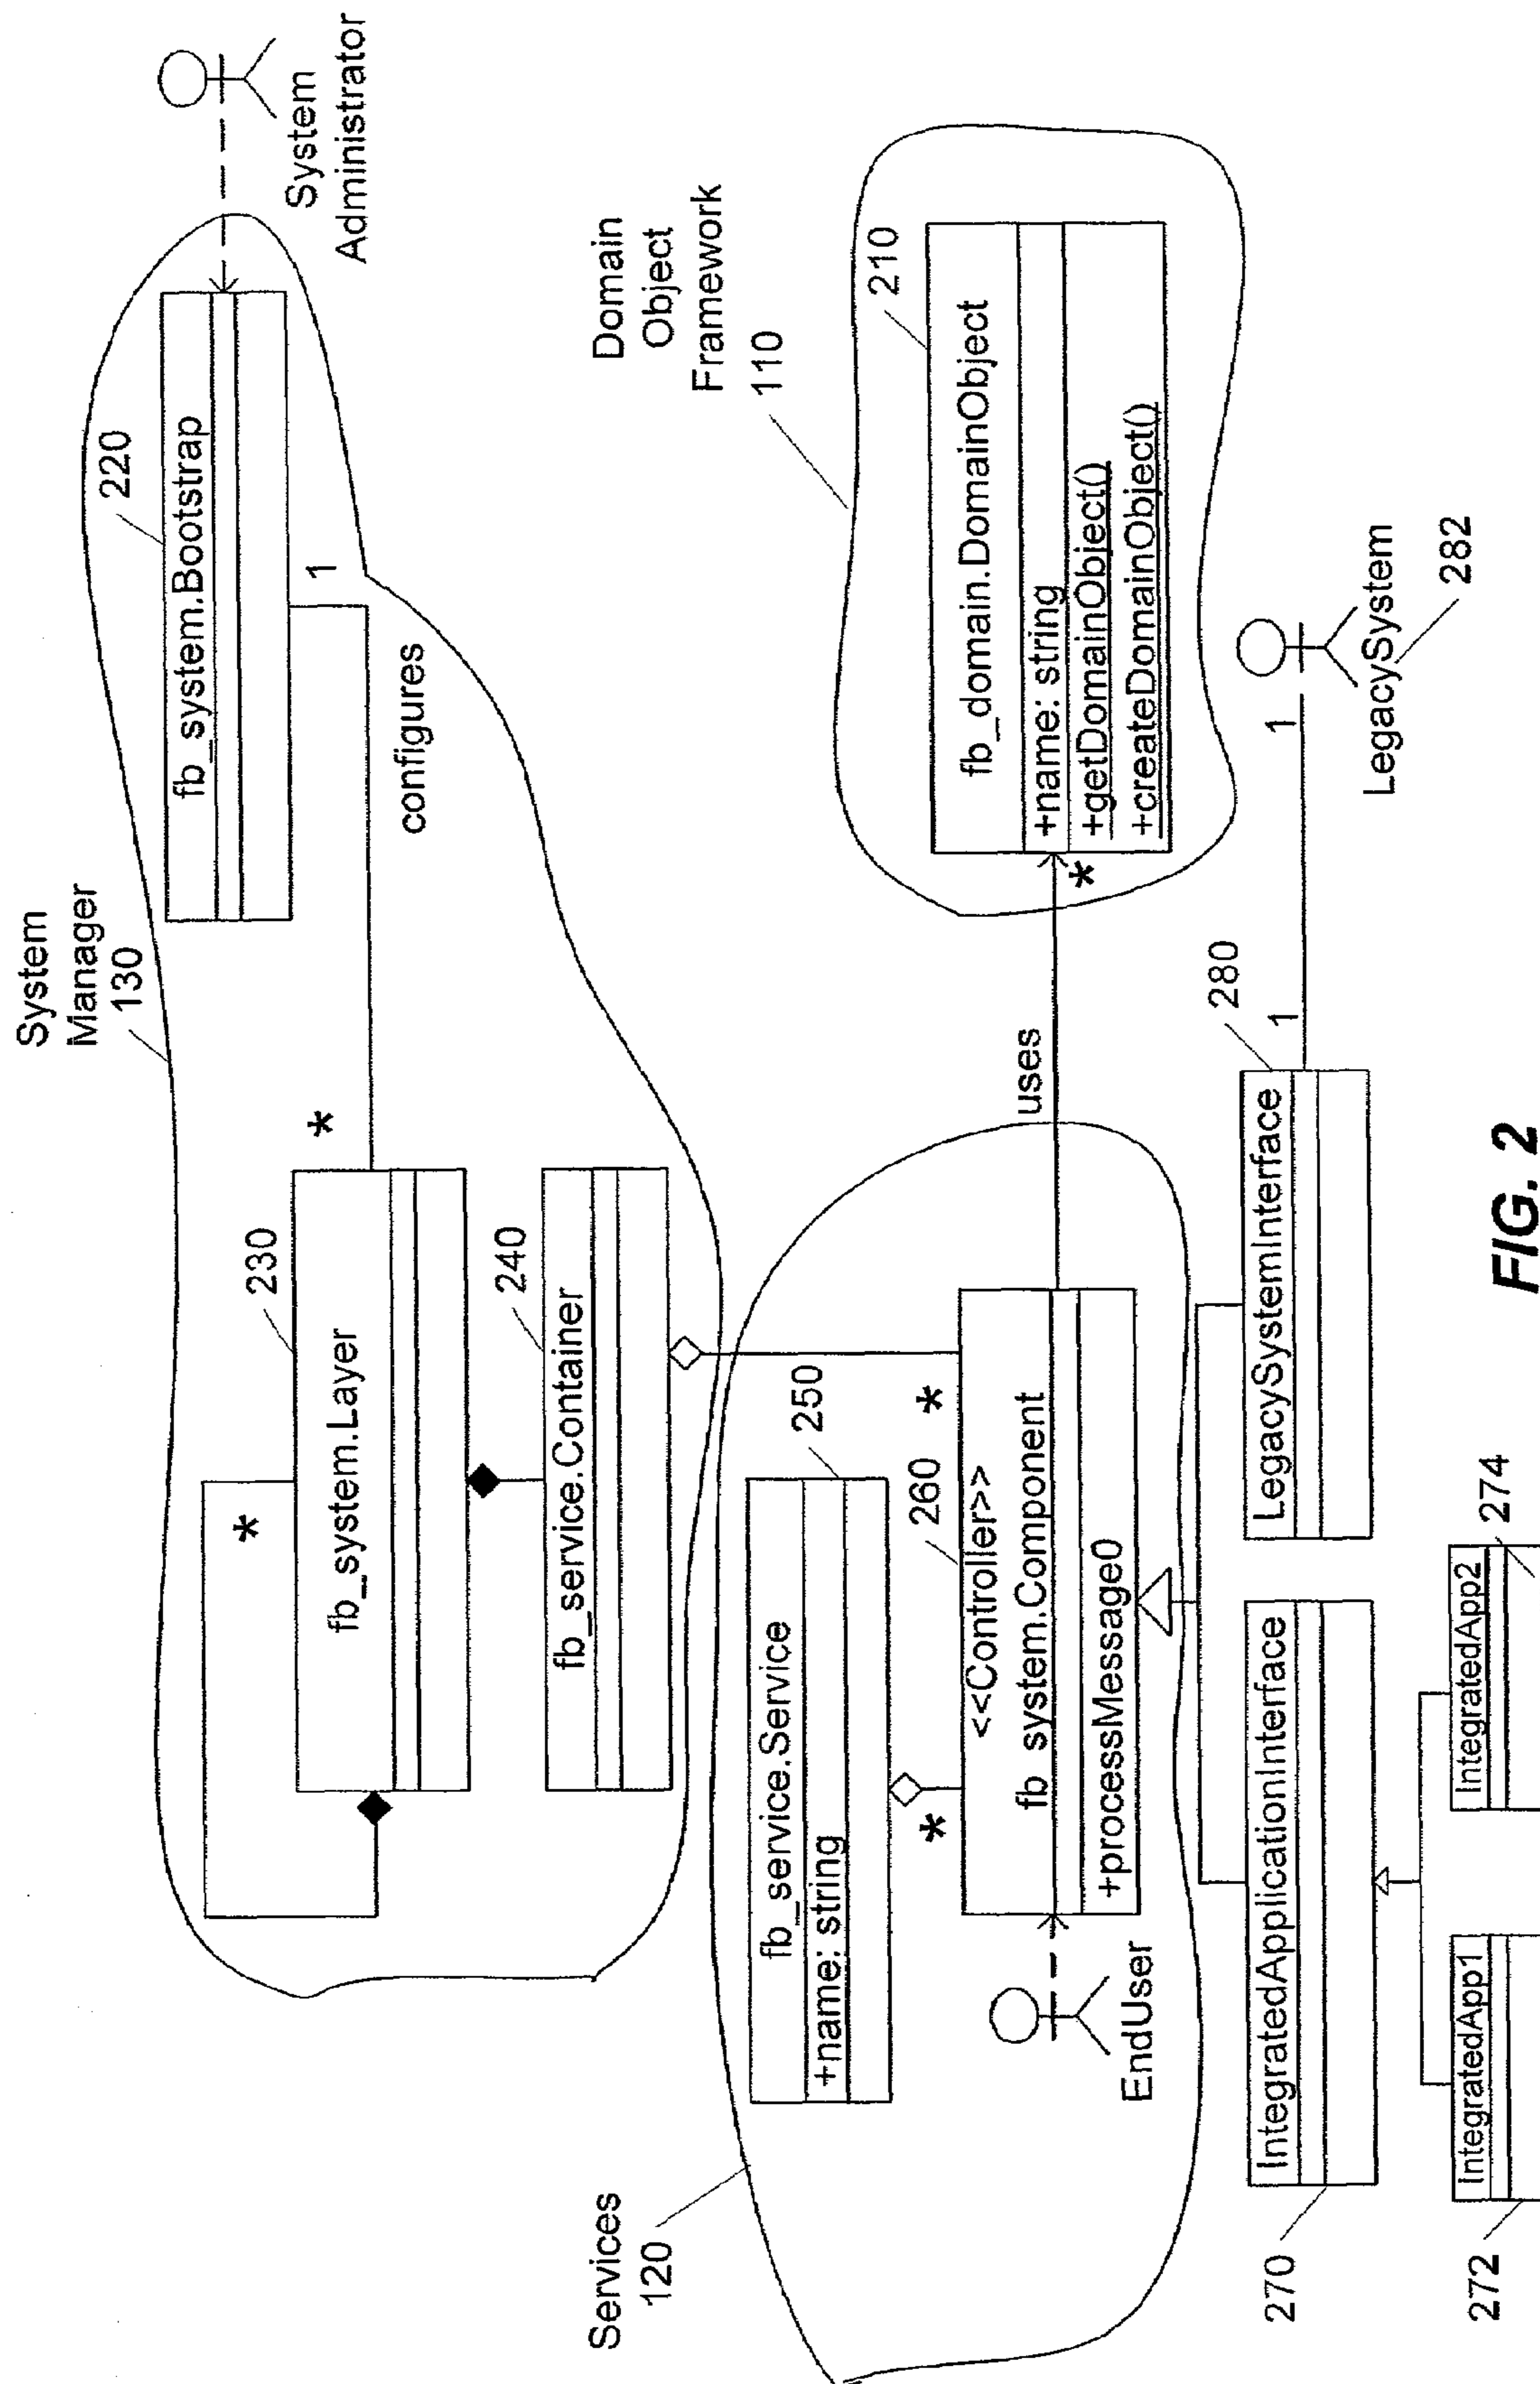 System
Manager
130
220
fb_system.Bootstrap
1
configures
System
Administrator
*
230
*
fb_system.Layer
240
fb_service.Container
Domain
Object
Framework
110
210
fb_domain.DomainObject
+name: string
+getDomainObject()
+createDomainObject()
*
uses
Services
120
250
fb_service.Service
+name: string
*
*
260
<<Controller>>
fb_system.Component
+processMessage0
EndUser
270
IntegratedApplicationInterface
280
LegacySystemInterface
1
1
LegacySystem
282
272
IntegratedApp1
IntegratedApp2
274
FIG. 2